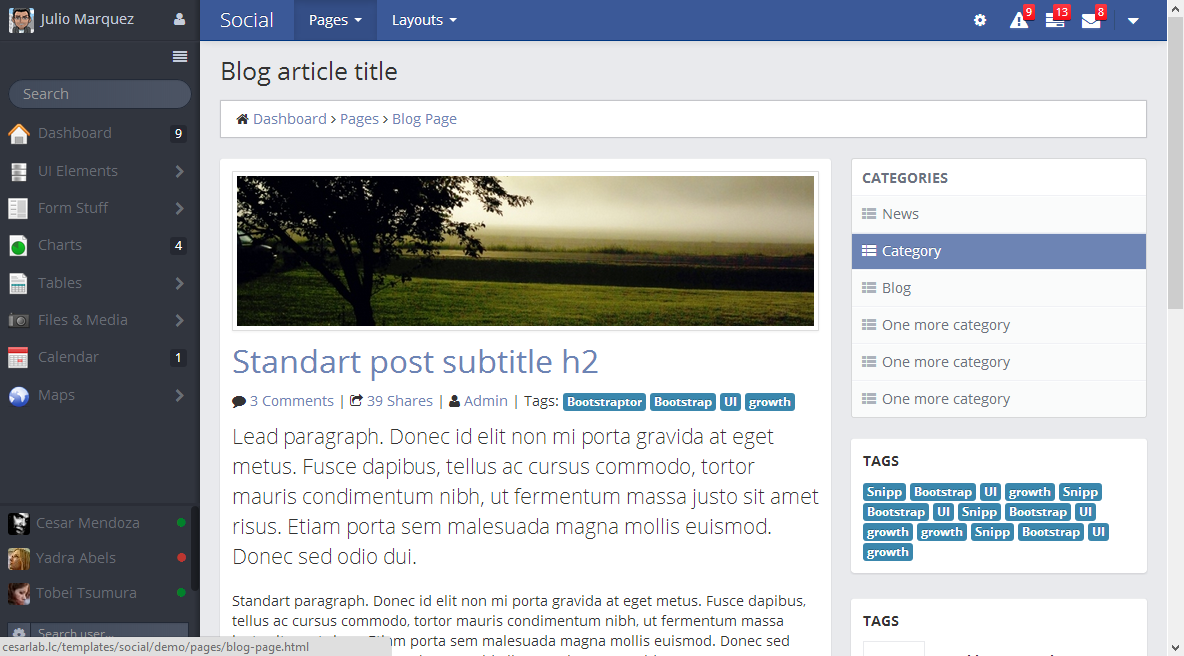 Julio Marquez
Social
Pages
Layouts
9
13
8
Search
Dashboard 9
UI Elements
Form Stuff
Charts 4
Tables
Files & Media
Calendar 1
Maps
Cesar Mendoza
Yadra Abels
Tobei Tsumura
Search user...
cesarlab.lc/templates/social/demo/pages/blog-page.html
Blog article title
Dashboard › Pages › Blog Page
Standart post subtitle h2
3 Comments | 39 Shares | Admin | Tags: Bootstraptor Bootstrap UI growth
Lead paragraph. Donec id elit non mi porta gravida at eget
metus. Fusce dapibus, tellus ac cursus commodo, tortor
mauris condimentum nibh, ut fermentum massa justo sit amet
risus. Etiam porta sem malesuada magna mollis euismod.
Donec sed odio dui.
Standart paragraph. Donec id elit non mi porta gravida at eget metus. Fusce dapibus,
tellus ac cursus commodo, tortor mauris condimentum nibh, ut fermentum massa
porta sem malesuada magna mollis euismod. Donec sed
CATEGORIES
News
Category
Blog
One more category
One more category
One more category
TAGS
Snipp Bootstrap UI growth Snipp
Bootstrap UI Snipp Bootstrap UI
growth growth Snipp Bootstrap UI
growth
TAGS